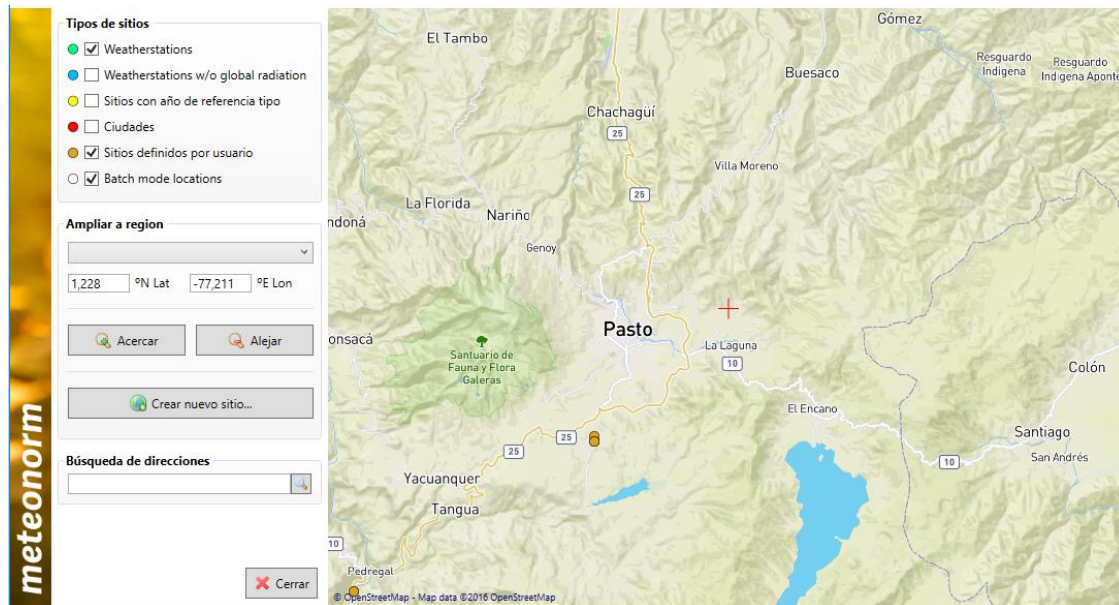 meteonorm
Tipos de sitios
Weatherstations
Weatherstations w/o global radiation
Sitios con año de referencia tipo
Ciudades
Sitios definidos por usuario
Batch mode locations
Ampliar a region
1,228 ºN Lat -77,211 ºE Lon
Acercar Alejar
Crear nuevo sitio...
Búsqueda de direcciones
Cerrar
Gómez
El Tambo
Resguardo
Indigena
Resguardo
Indigena Aponte
Buesaco
Chachagüí
25
Villa Moreno
25
La Florida
Nariño
ndoná
Genoy
Pasto
onsacá
La Laguna
Santuario de
Fauna y Flora
Galeras
10
Colón
El Encano
25
Santiago
25
San Andrés
10
Yacuanquer
Tangua
10
Pedregal
© OpenStreetMap - Map data ©2016 OpenStreetMap